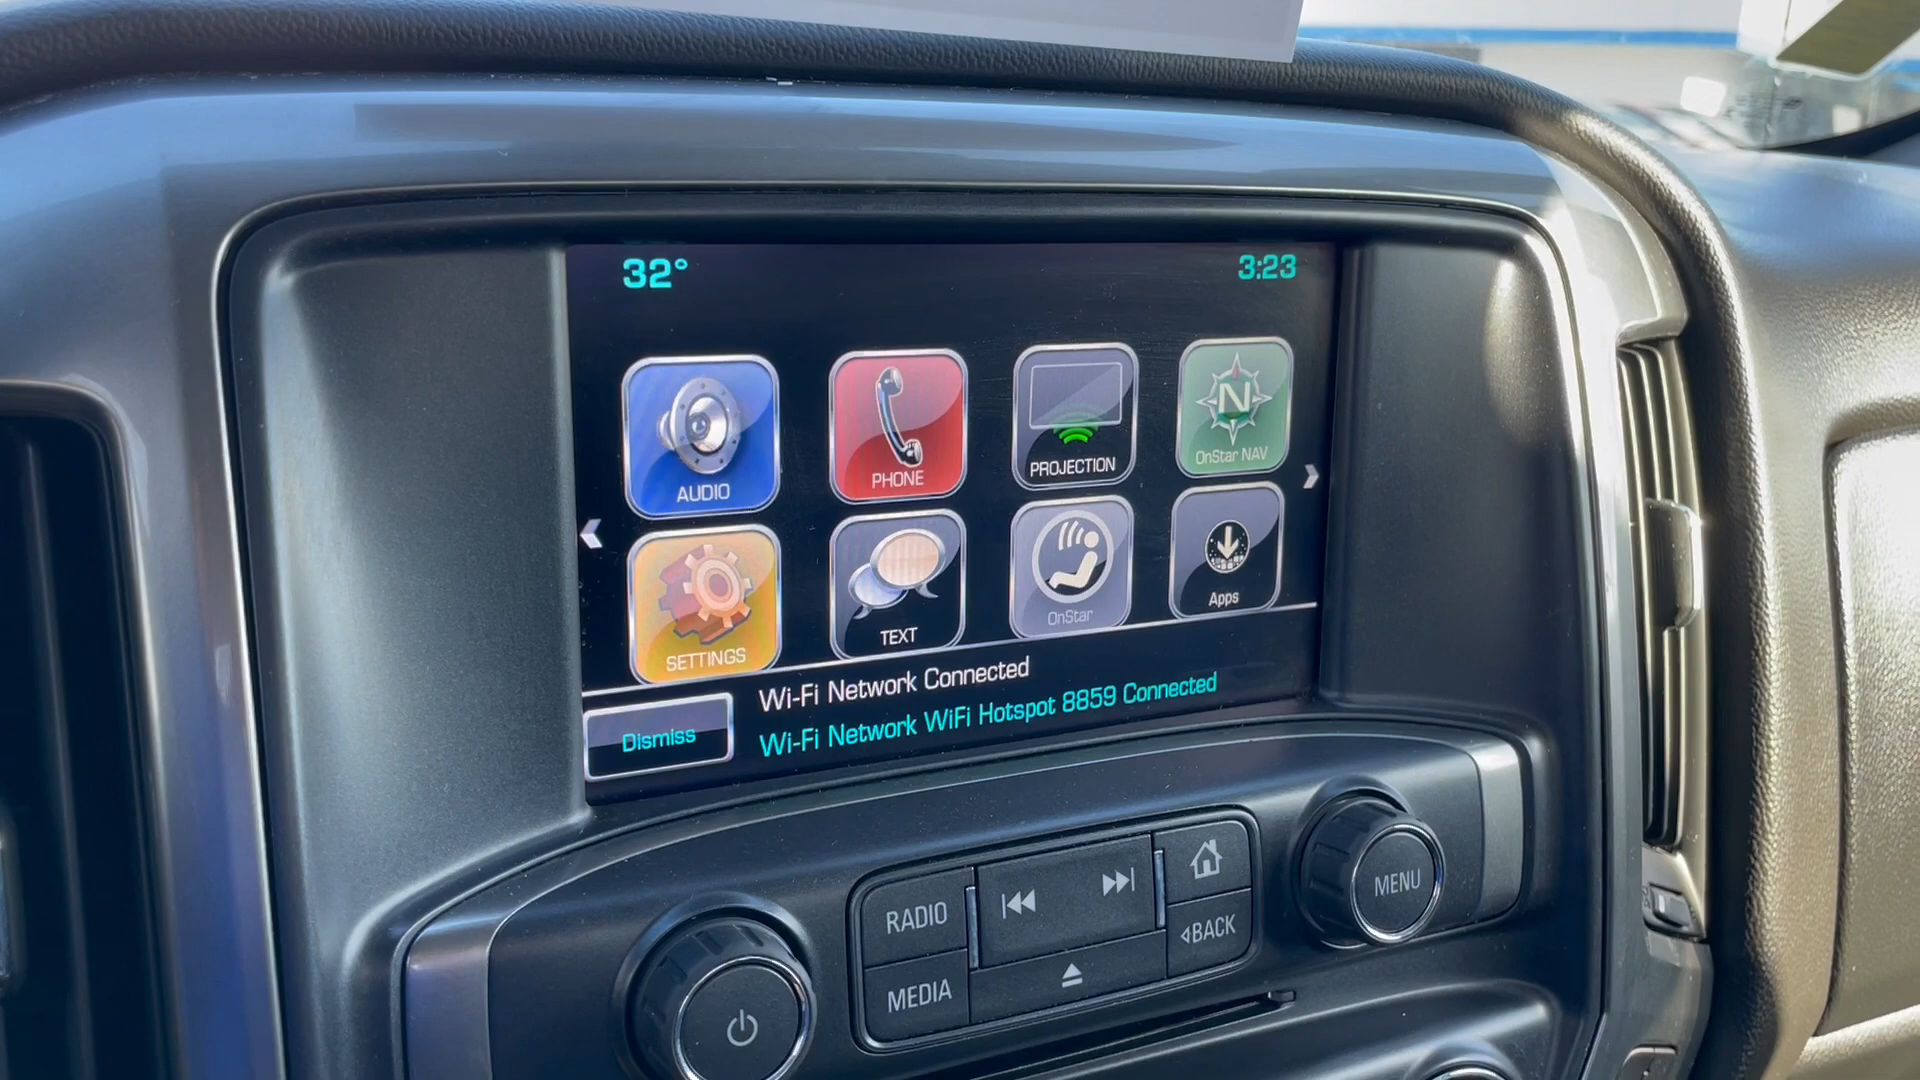 32°
3:23
AUDIO
PHONE
PROJECTION
N
OnStar NAV
SETTINGS
TEXT
OnStar
Apps
Dismiss
Wi-Fi Network Connected
Wi-Fi Network WiFi Hotspot 8859 Connected
RADIO
MEDIA
BACK
MENU